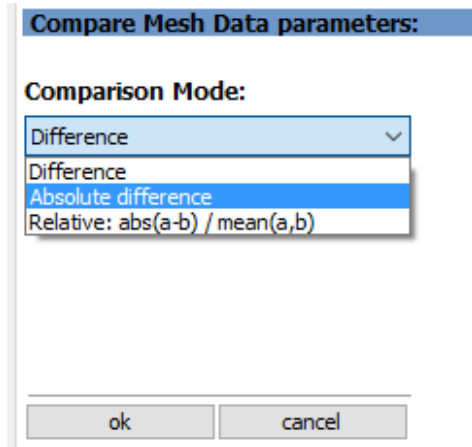 Compare Mesh Data parameters:
Comparison Mode:
Difference
Difference
Absolute difference
Relative: abs(a-b) / mean(a,b)
ok cancel